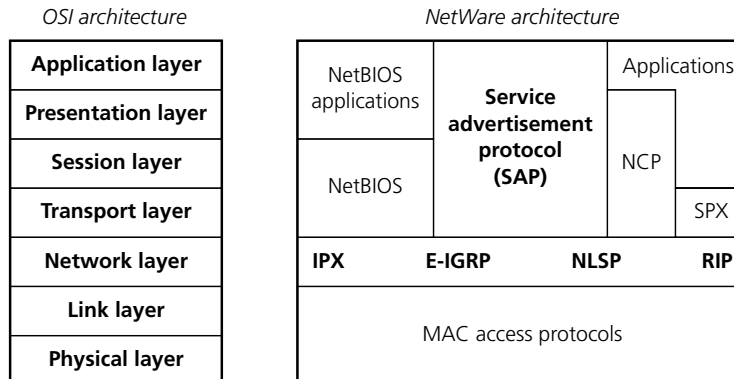 OSI architecture
NetWare architecture
Application layer
Presentation layer
Session layer
Transport layer
Network layer
Link layer
Physical layer
NetBIOS
applications
NetBIOS
Service
advertisement
protocol
(SAP)
Applications
NCP
SPX
IPX E-IGRP NLSP RIP
MAC access protocols